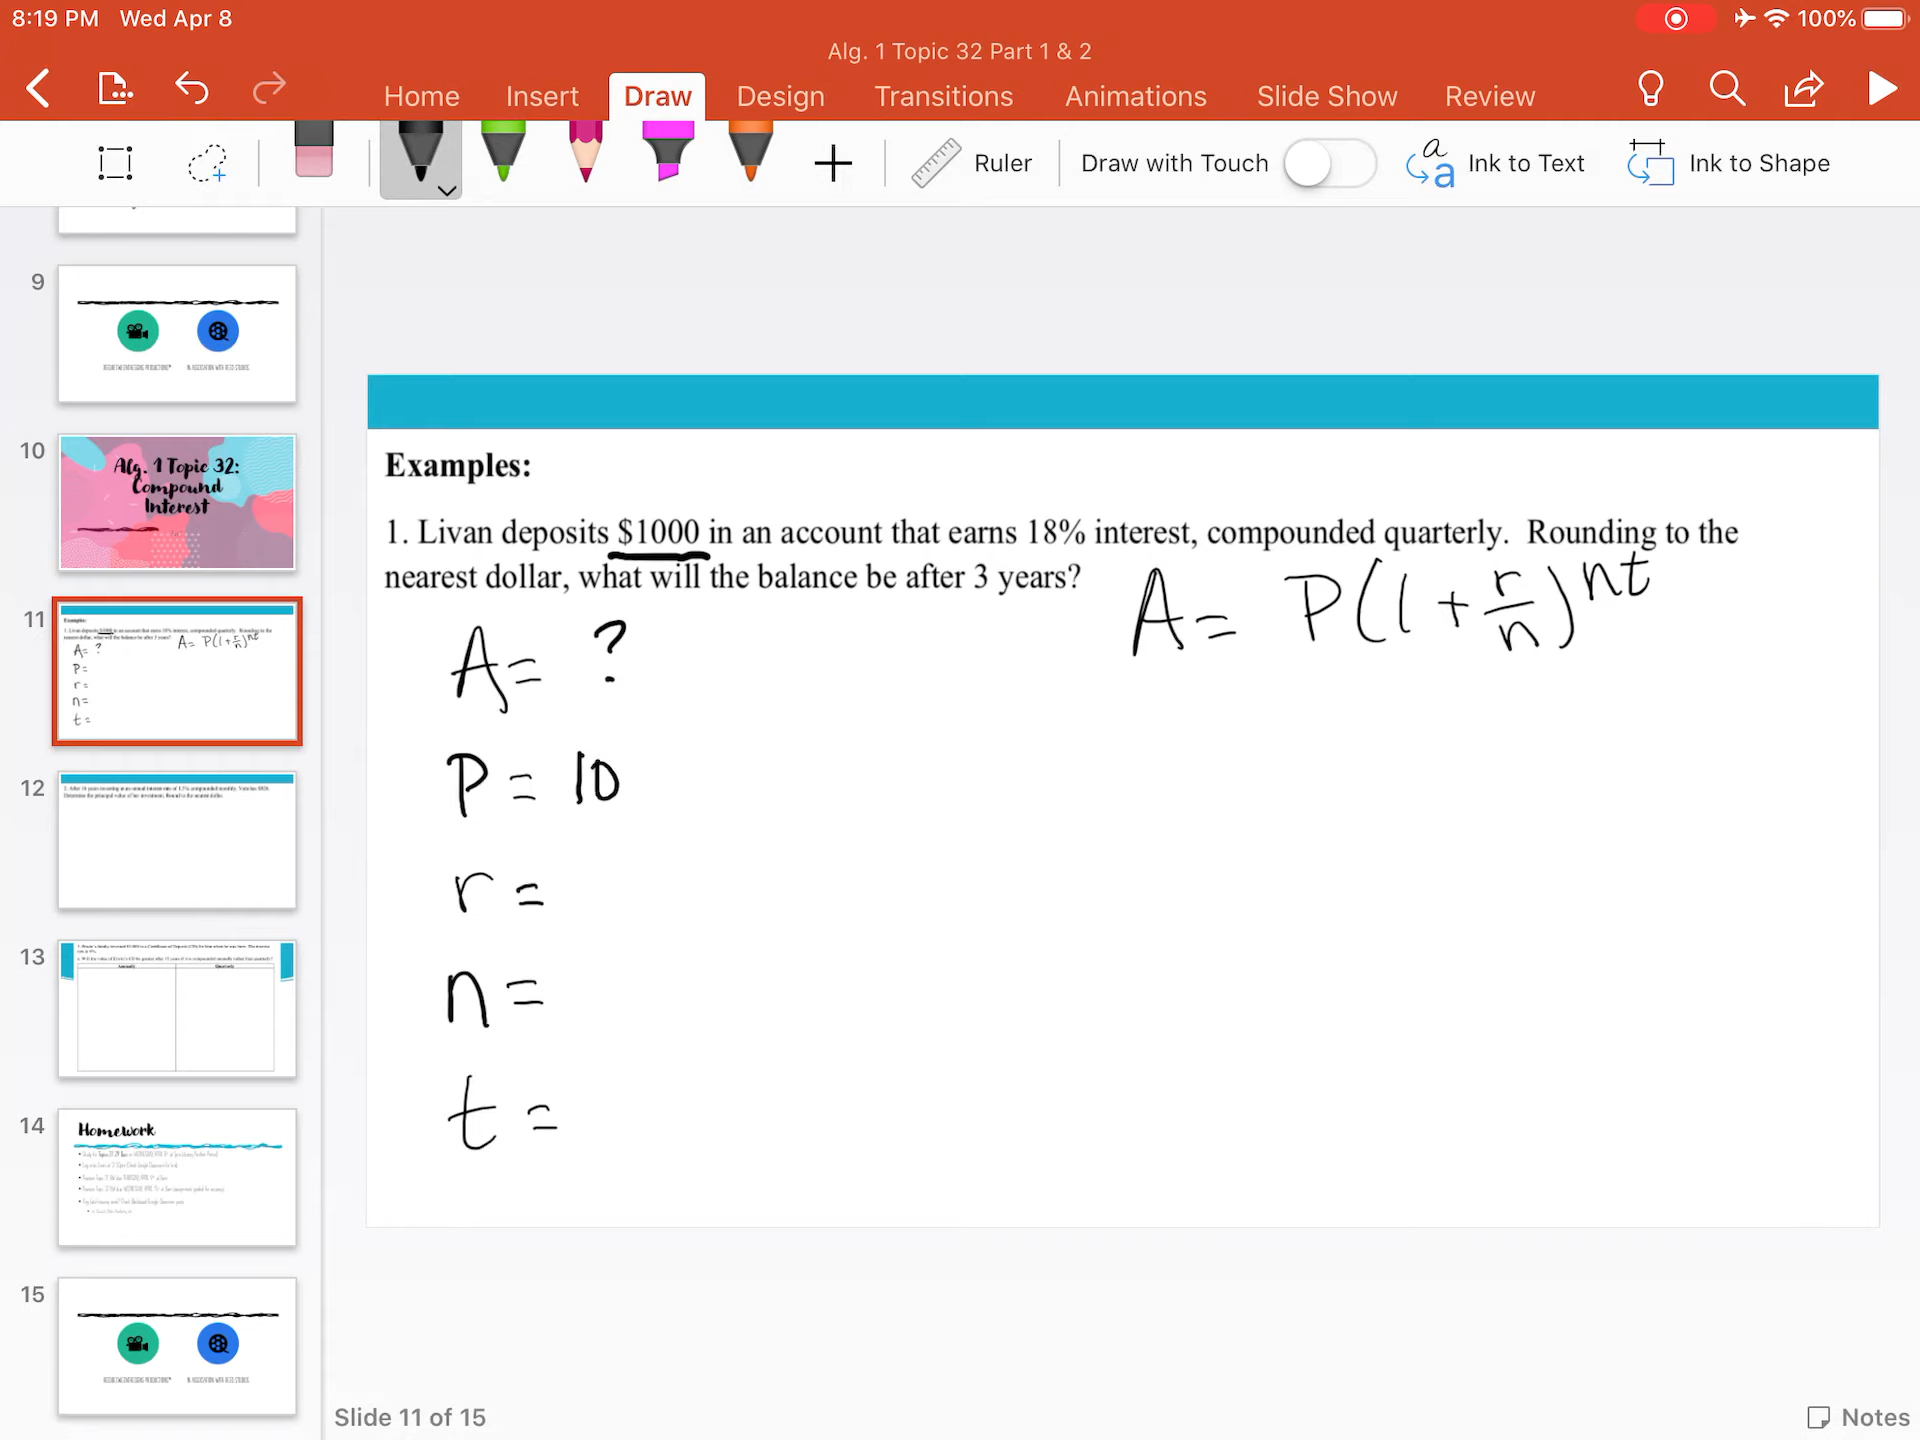 8:19 PM Wed Apr 8
100%
Alg. 1 Topic 32 Part 1 & 2
Home Insert Draw Design Transitions Animations Slide Show Review
Ruler Draw with Touch Ink to Text Ink to Shape
9
10
Alg. 1 Topic 32:
Compound
Interest
11
12
13
14
Homework
15
Examples:
1. Livan deposits $1000 in an account that earns 18% interest, compounded quarterly. Rounding to the
nearest dollar, what will the balance be after 3 years?
A = P(1 + r/n)^nt
A = ?
P = 10
r =
n =
t =
Slide 11 of 15
Notes